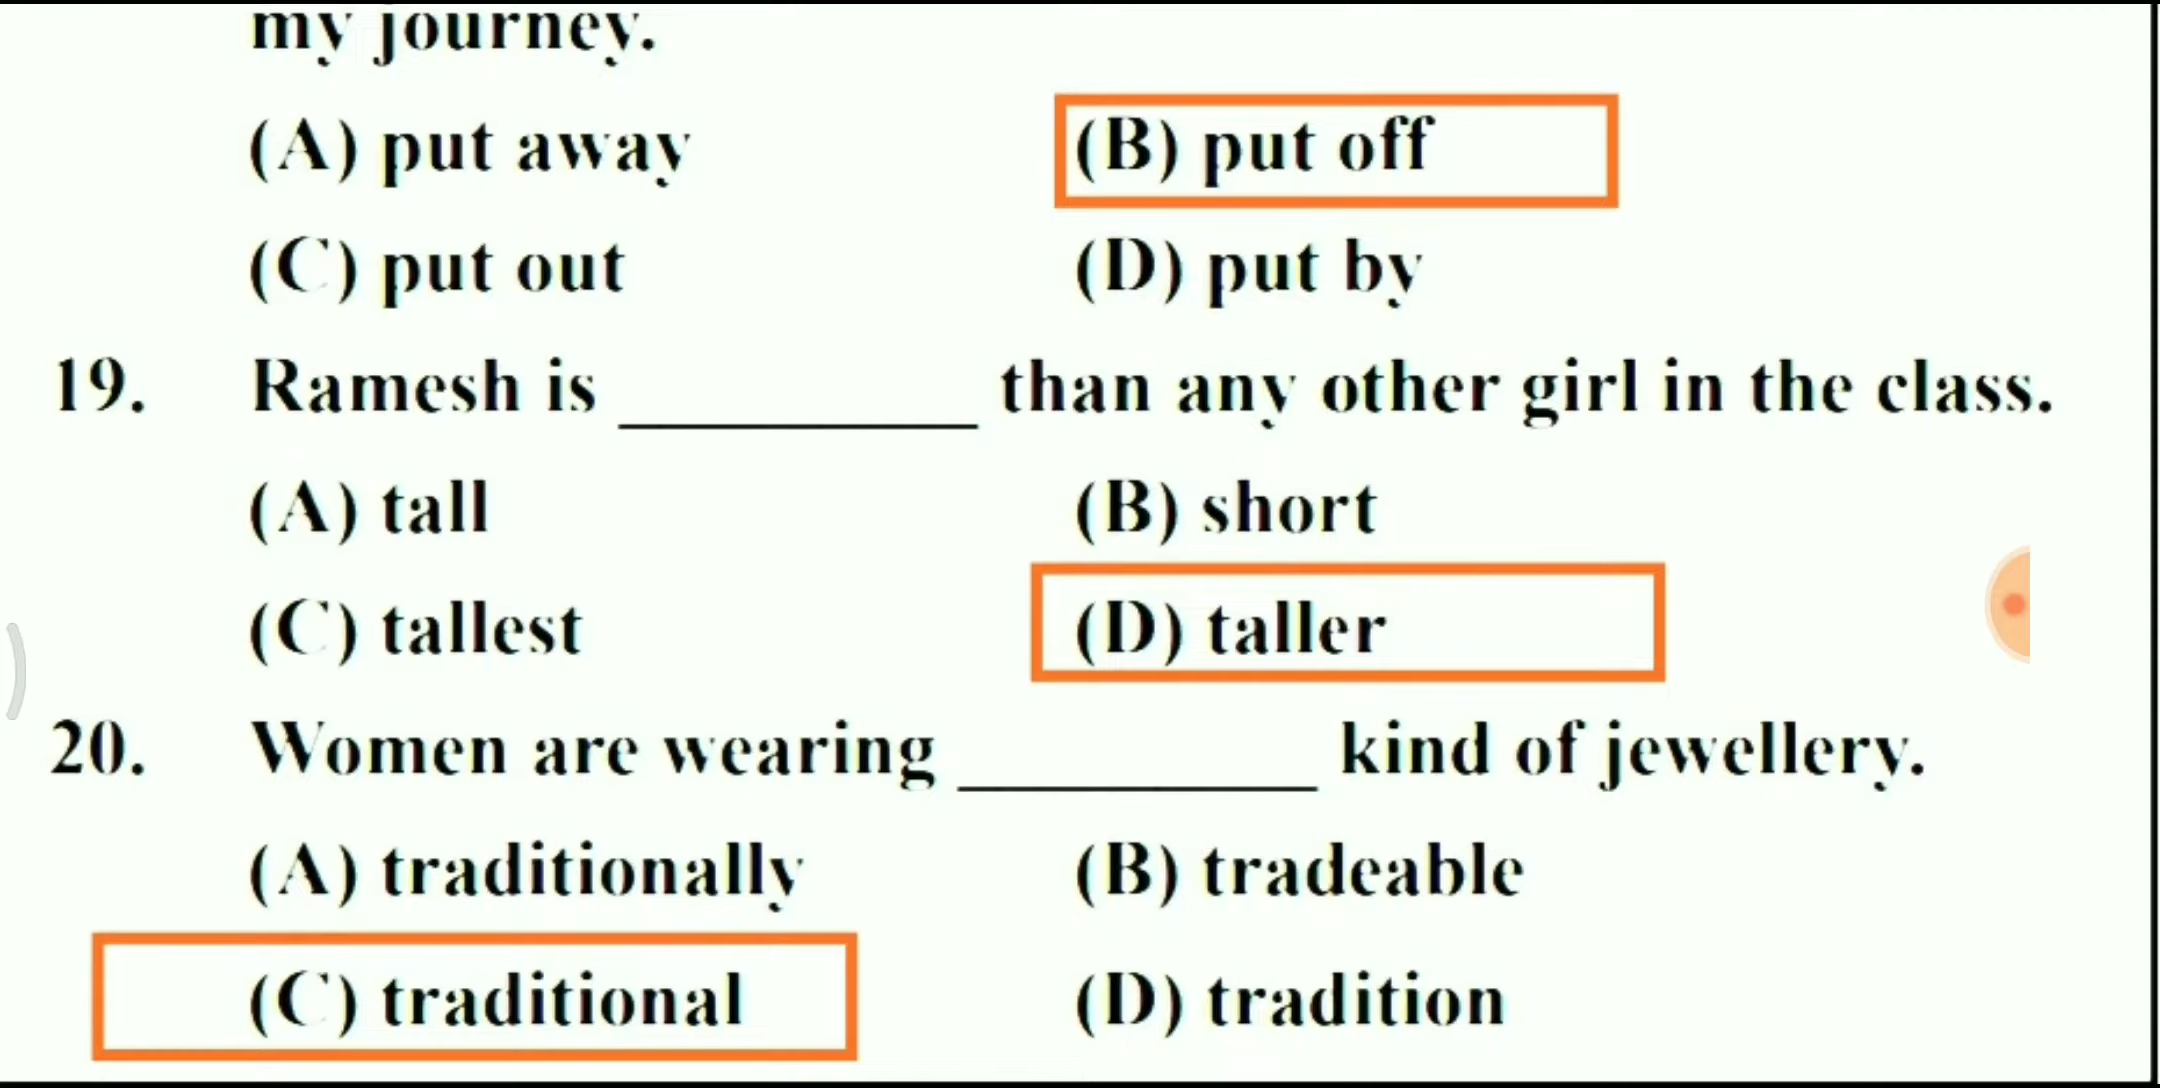 my journey.
(A) put away (B) put off
(C) put out (D) put by
19. Ramesh is __________ than any other girl in the class.
(A) tall (B) short
(C) tallest (D) taller
20. Women are wearing __________ kind of jewellery.
(A) traditionally (B) tradeable
(C) traditional (D) tradition